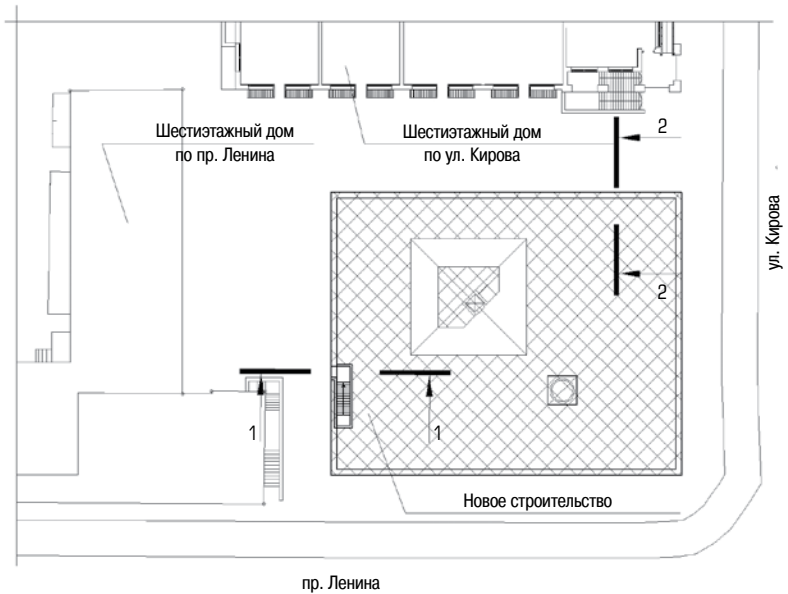 Шестиэтажный дом
по пр. Ленина
Шестиэтажный дом
по ул. Кирова
2
ул. Кирова
2
1
1
Новое строительство
пр. Ленина